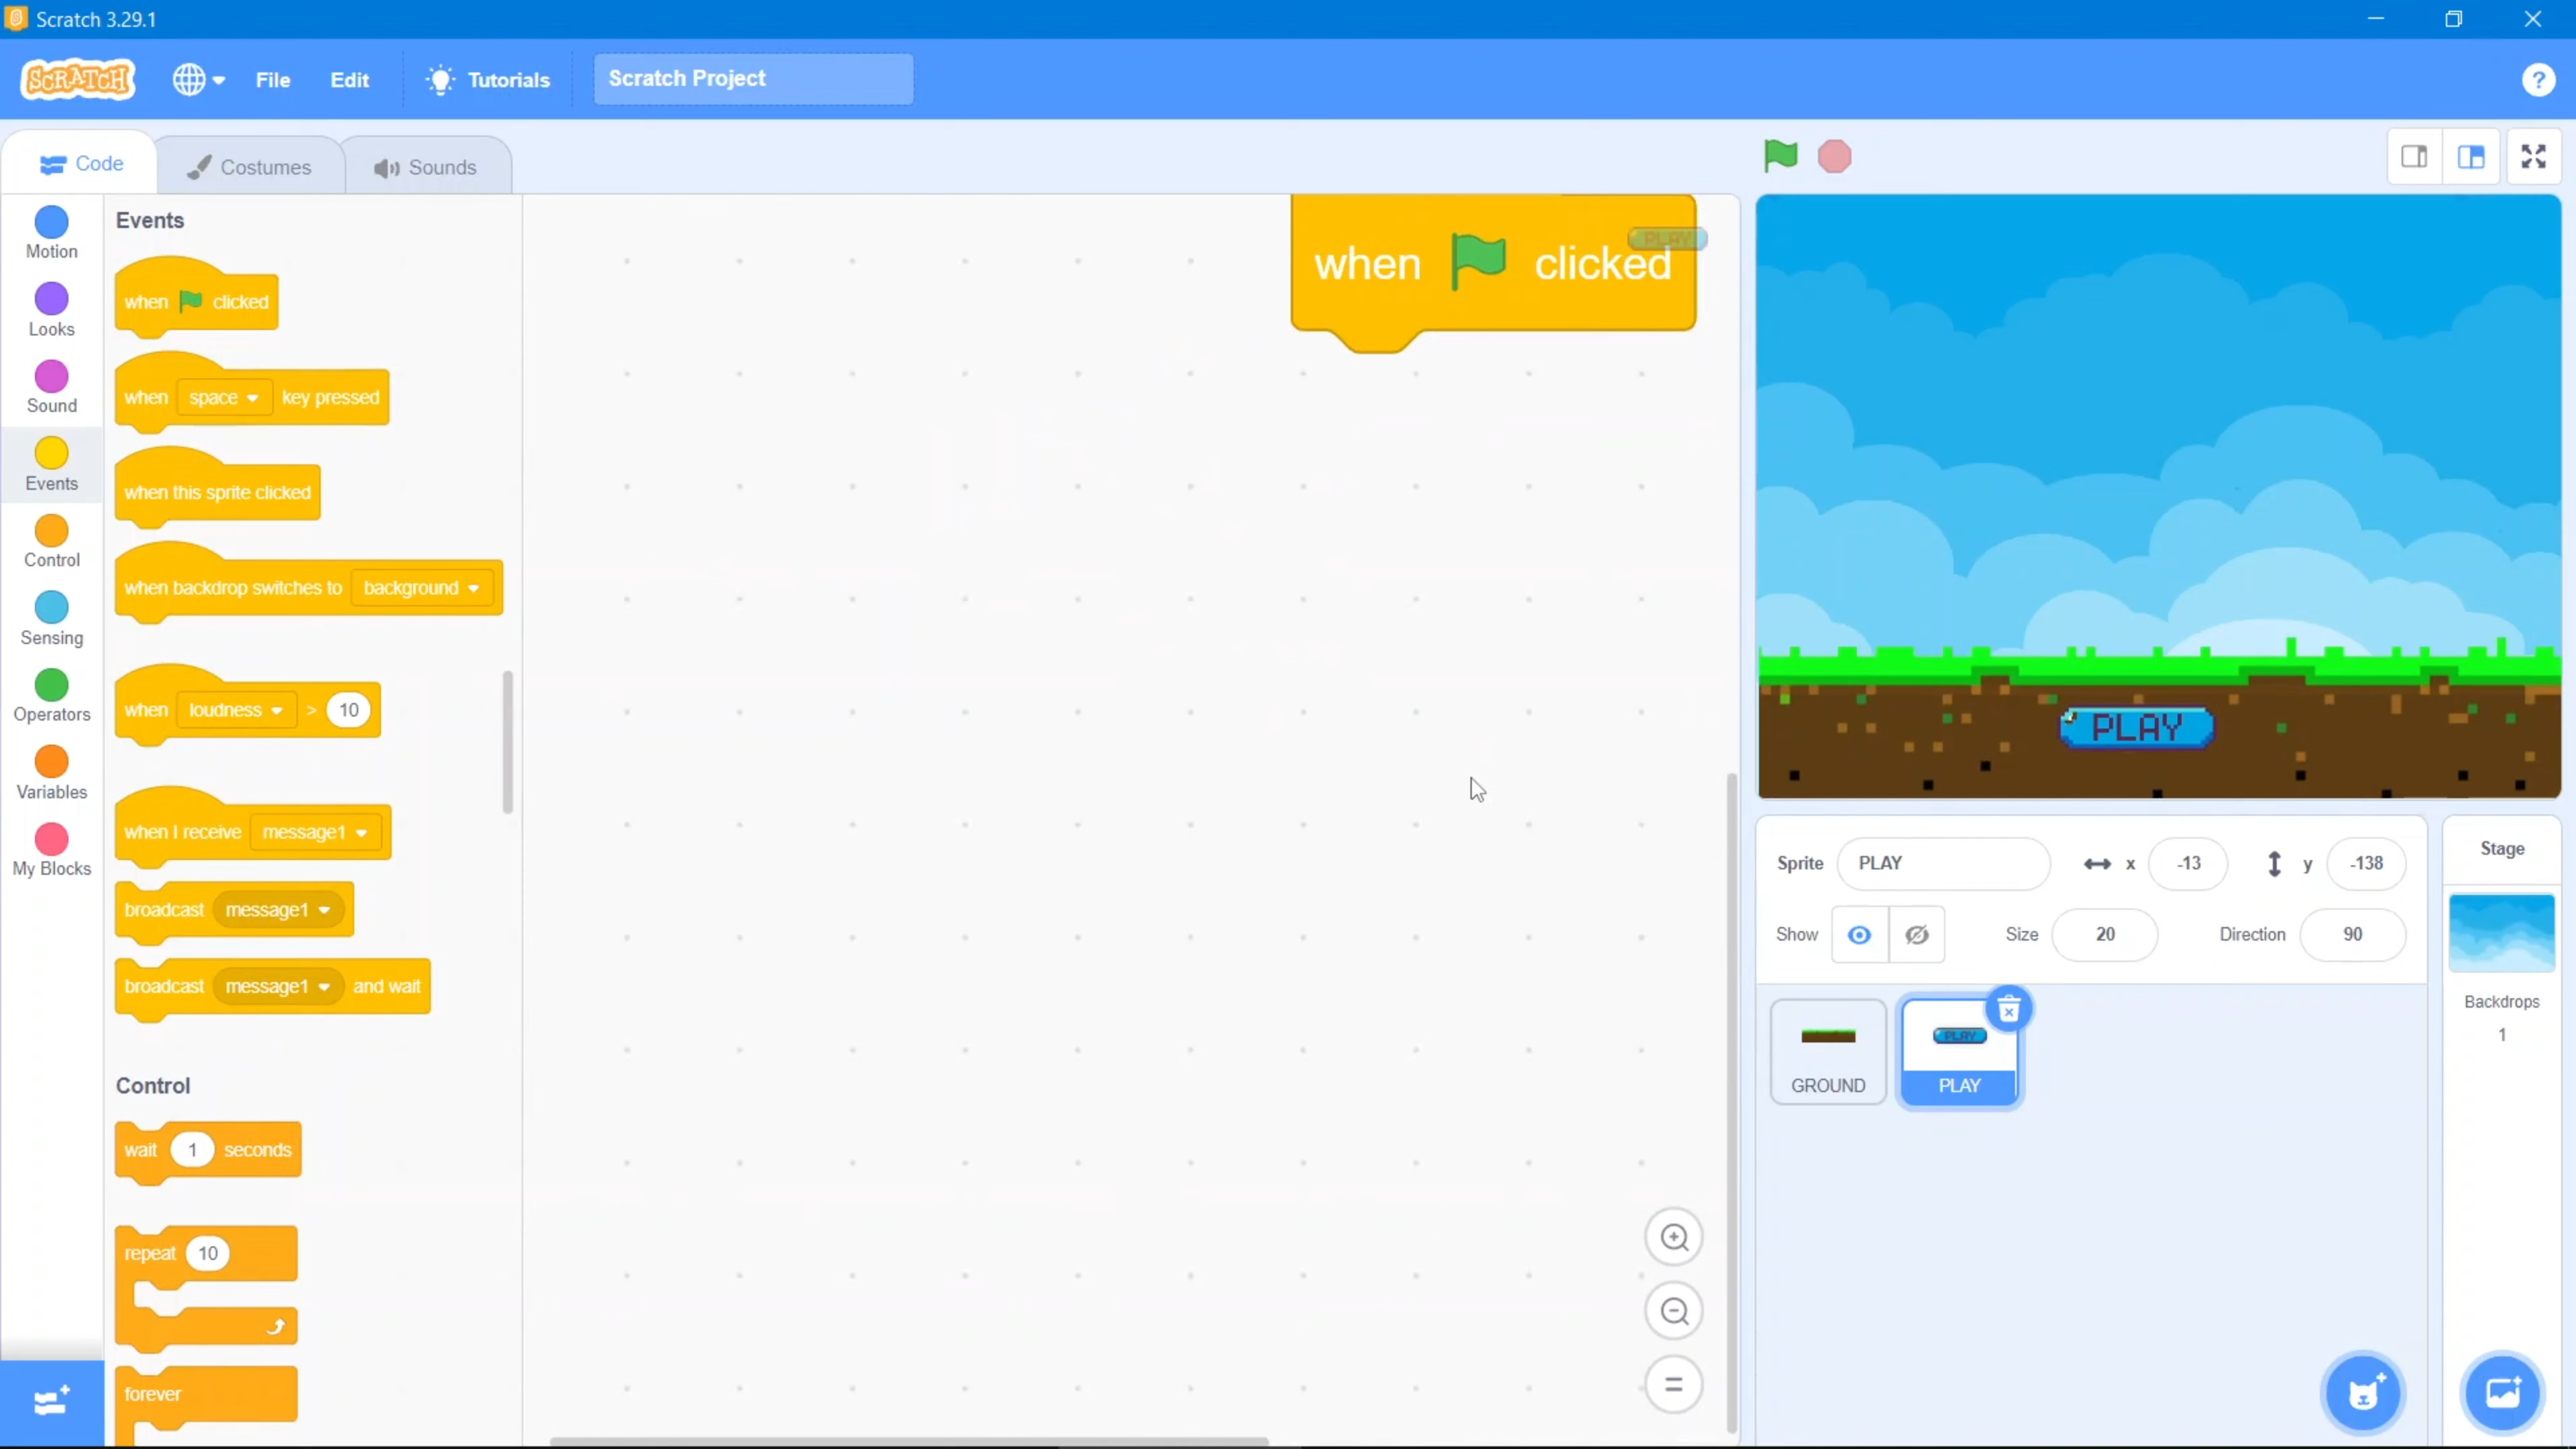 Scratch 3.29.1
SCRATCH
File
Edit
Tutorials
Scratch Project
?
Code
Costumes
Sounds
Motion
Looks
Sound
Events
Control
Sensing
Operators
Variables
My Blocks
Events
when clicked
when space key pressed
when this sprite clicked
when backdrop switches to background
when loudness > 10
when I receive message1
broadcast message1
broadcast message1 and wait
Control
wait 1 seconds
repeat 10
forever
when clicked
PLAY
PLAY
Sprite PLAY x -13 y -138
Show Size 20 Direction 90
GROUND
PLAY
PLAY
Stage
Backdrops
1